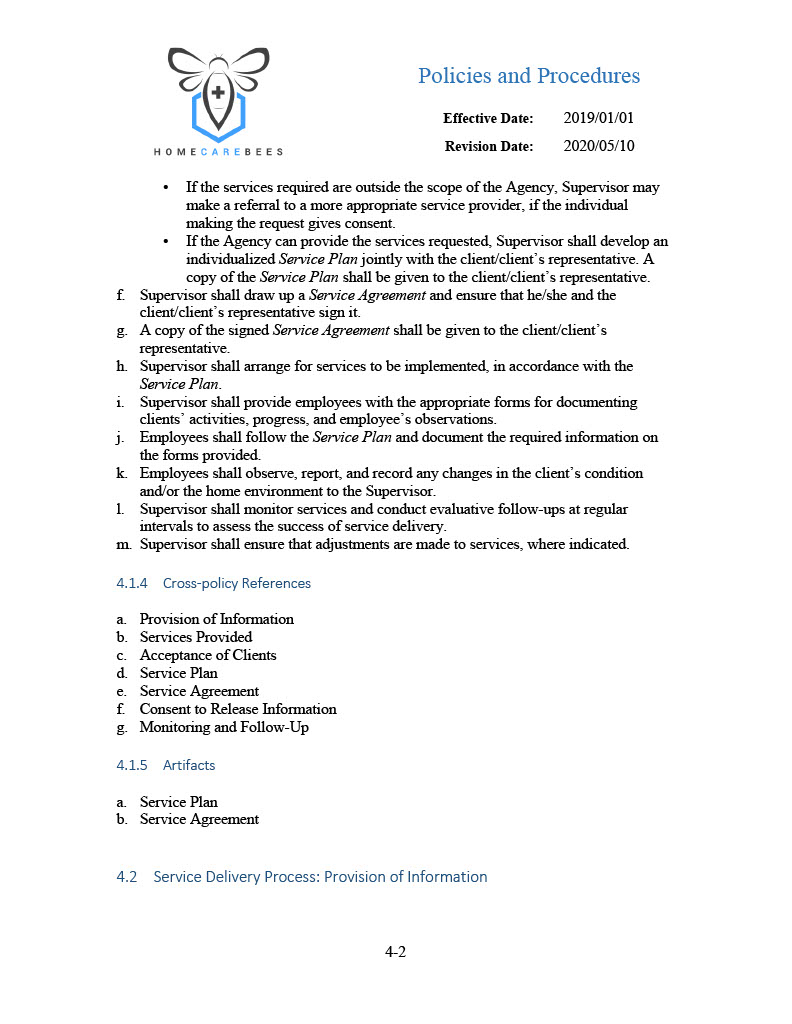 HOMECAREBEES
Policies and Procedures
Effective Date: 2019/01/01
Revision Date: 2020/05/10
• If the services required are outside the scope of the Agency, Supervisor may
make a referral to a more appropriate service provider, if the individual
making the request gives consent.
• If the Agency can provide the services requested, Supervisor shall develop an
individualized Service Plan jointly with the client/client’s representative. A
copy of the Service Plan shall be given to the client/client’s representative.
f. Supervisor shall draw up a Service Agreement and ensure that he/she and the
client/client’s representative sign it.
g. A copy of the signed Service Agreement shall be given to the client/client’s
representative.
h. Supervisor shall arrange for services to be implemented, in accordance with the
Service Plan.
i. Supervisor shall provide employees with the appropriate forms for documenting
clients’ activities, progress, and employee’s observations.
j. Employees shall follow the Service Plan and document the required information on
the forms provided.
k. Employees shall observe, report, and record any changes in the client’s condition
and/or the home environment to the Supervisor.
l. Supervisor shall monitor services and conduct evaluative follow-ups at regular
intervals to assess the success of service delivery.
m. Supervisor shall ensure that adjustments are made to services, where indicated.
4.1.4 Cross-policy References
a. Provision of Information
b. Services Provided
c. Acceptance of Clients
d. Service Plan
e. Service Agreement
f. Consent to Release Information
g. Monitoring and Follow-Up
4.1.5 Artifacts
a. Service Plan
b. Service Agreement
4.2 Service Delivery Process: Provision of Information
4-2